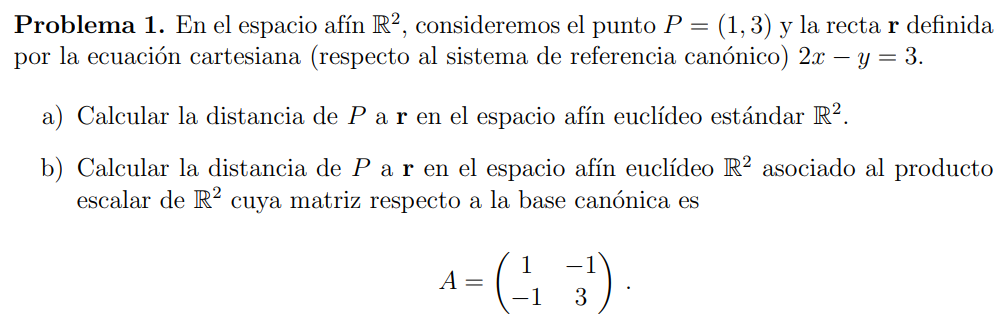 Problema 1. En el espacio afín ℝ², consideremos el punto P = (1, 3) y la recta r definida
por la ecuación cartesiana (respecto al sistema de referencia canónico) 2x − y = 3.
a) Calcular la distancia de P a r en el espacio afín euclídeo estándar ℝ².
b) Calcular la distancia de P a r en el espacio afín euclídeo ℝ² asociado al producto
escalar de ℝ² cuya matriz respecto a la base canónica es
A = ( 1 −1
−1 3 ) .